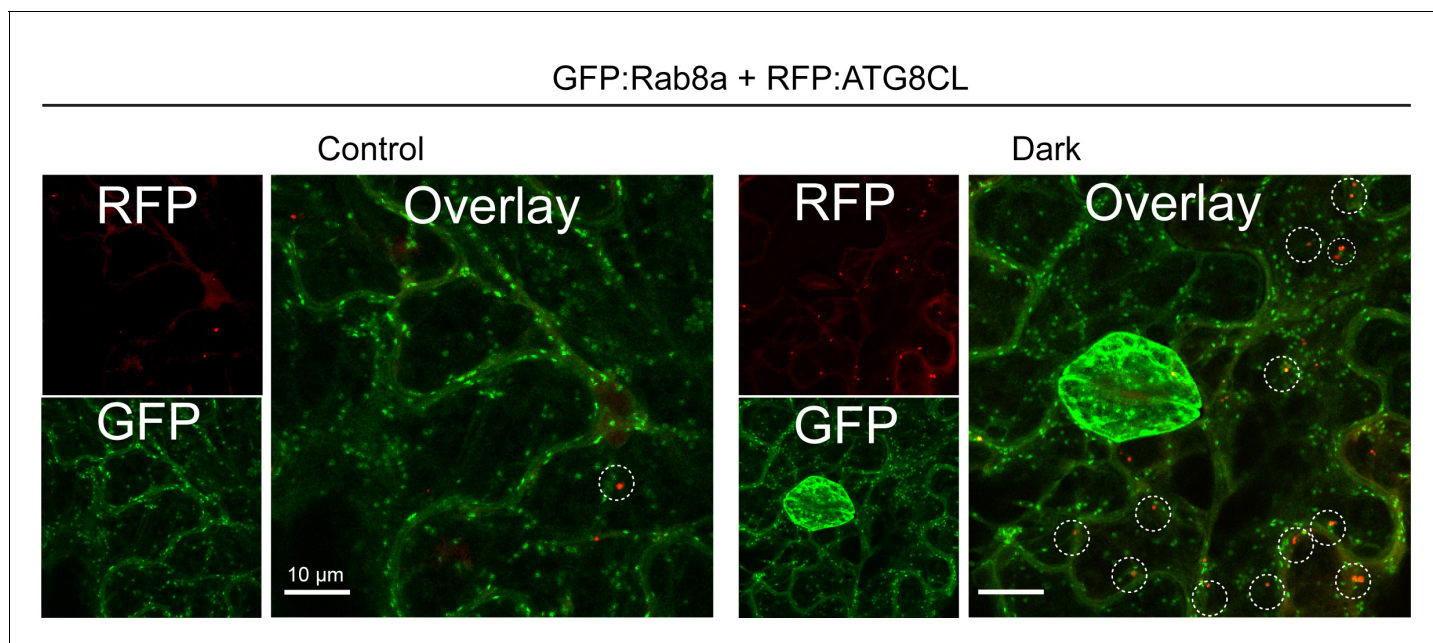 GFP:Rab8a + RFP:ATG8CL
Control
Dark
RFP
Overlay
GFP
10 µm
RFP
Overlay
GFP